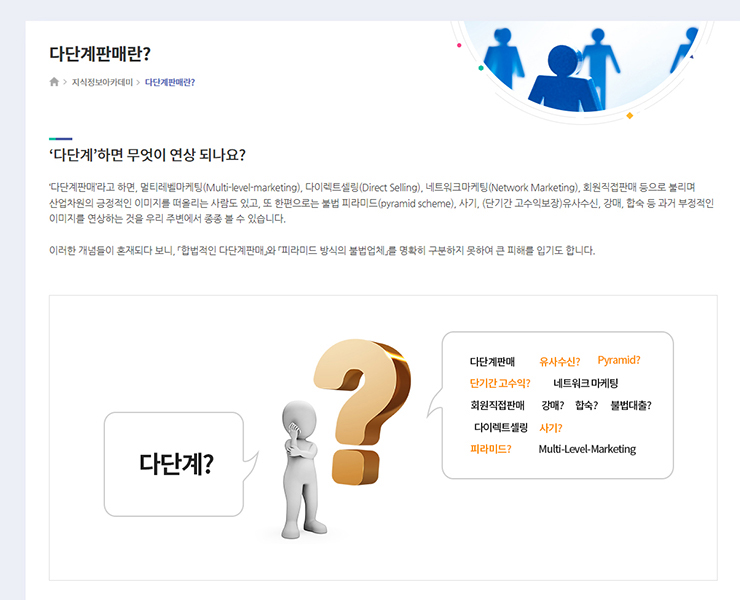 다단계판매란?
지식정보아카데미 > 다단계판매란?
‘다단계’하면 무엇이 연상 되나요?
‘다단계판매’라고 하면, 멀티레벨마케팅(Multi-level-marketing), 다이렉트셀링(Direct Selling), 네트워크마케팅(Network Marketing), 회원직접판매 등으로 불리며
산업차원의 긍정적인 이미지를 떠올리는 사람도 있고, 또 한편으로는 불법 피라미드(pyramid scheme), 사기, (단기간 고수익보장)유사수신, 강매, 합숙 등 과거 부정적인
이미지를 연상하는 것을 우리 주변에서 종종 볼 수 있습니다.
이러한 개념들이 혼재되다 보니, 「합법적인 다단계판매」와 「피라미드 방식의 불법업체」를 명확히 구분하지 못하여 큰 피해를 입기도 합니다.
다단계?
다단계판매 유사수신? Pyramid?
단기간 고수익? 네트워크 마케팅
회원직접판매 강매? 합숙? 불법대출?
다이렉트셀링 사기?
피라미드? Multi-Level-Marketing